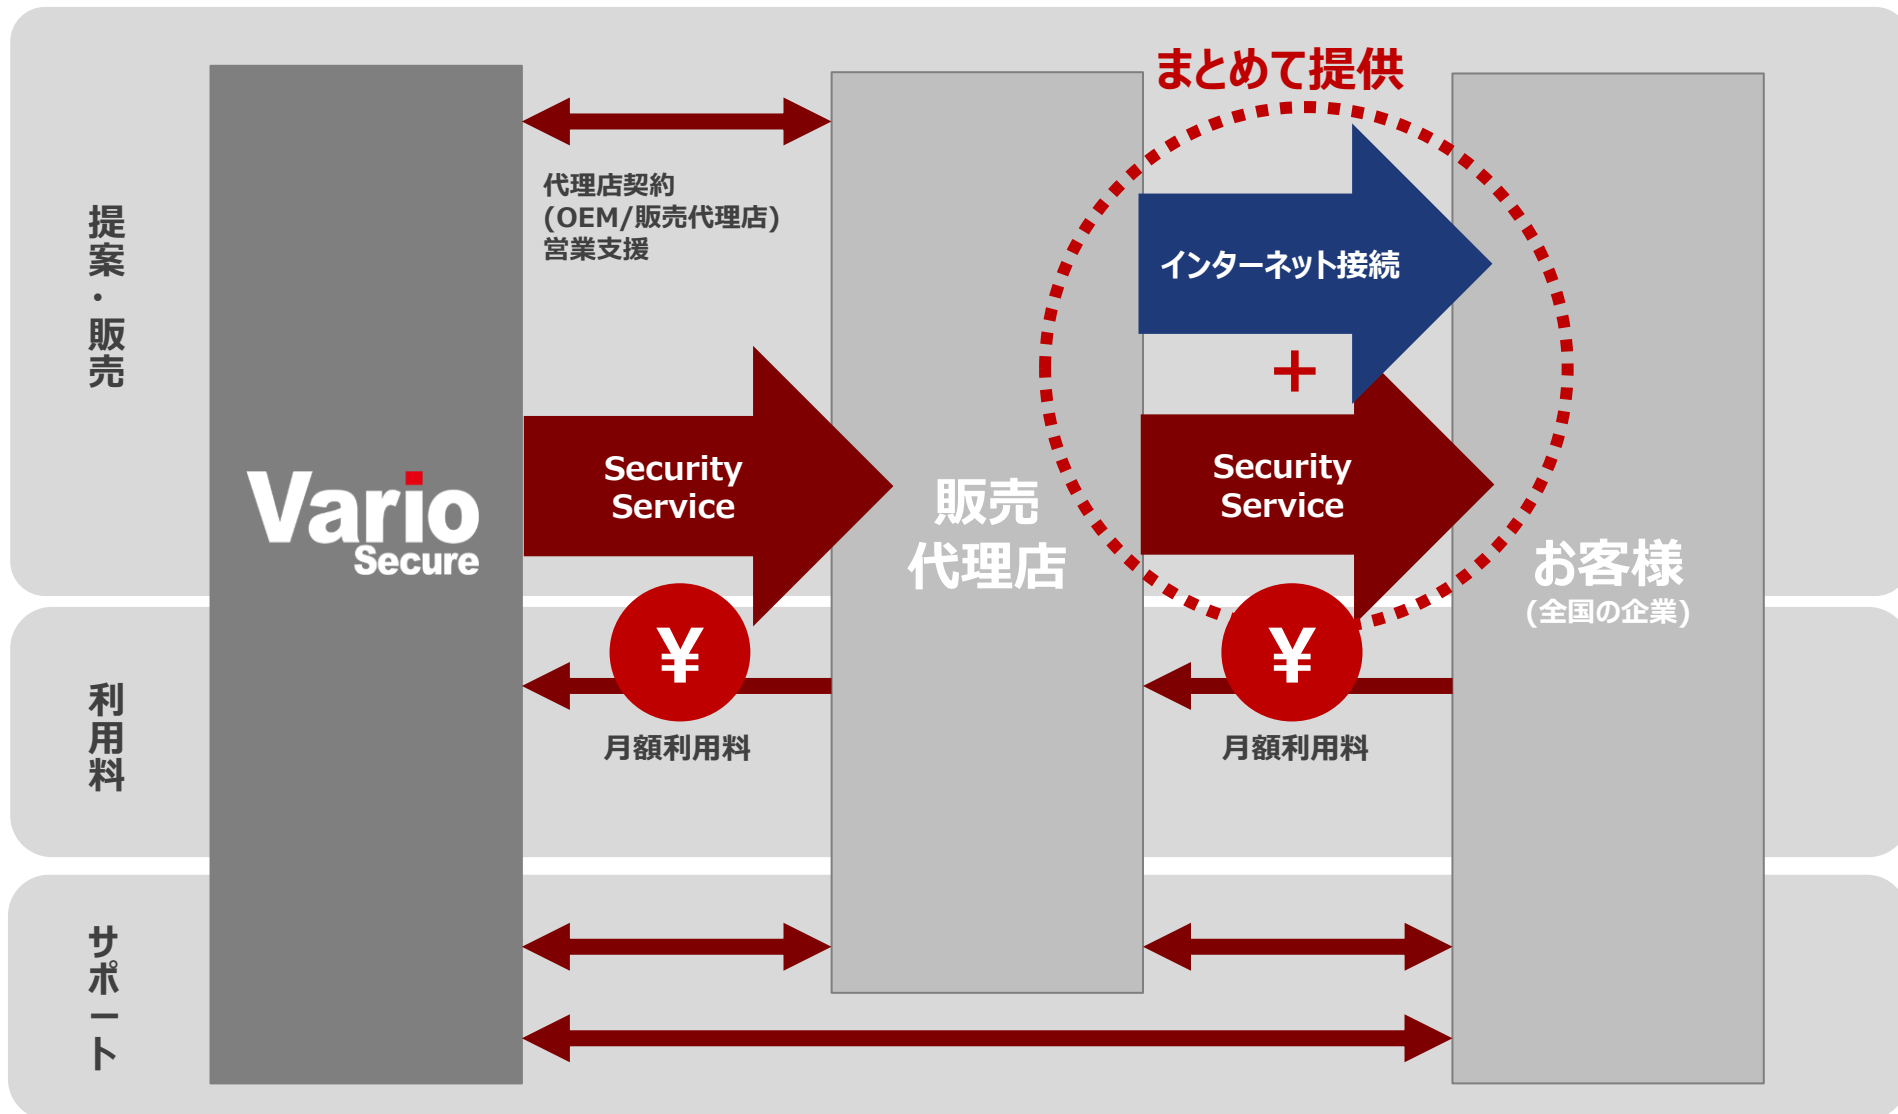 まとめて提供
代理店契約
(OEM/販売代理店)
営業支援
提案・販売
インターネット接続
+
Security
Service
Security
Service
Vario
Secure
販売
代理店
お客様
(全国の企業)
¥
¥
利用料
月額利用料
月額利用料
サポート